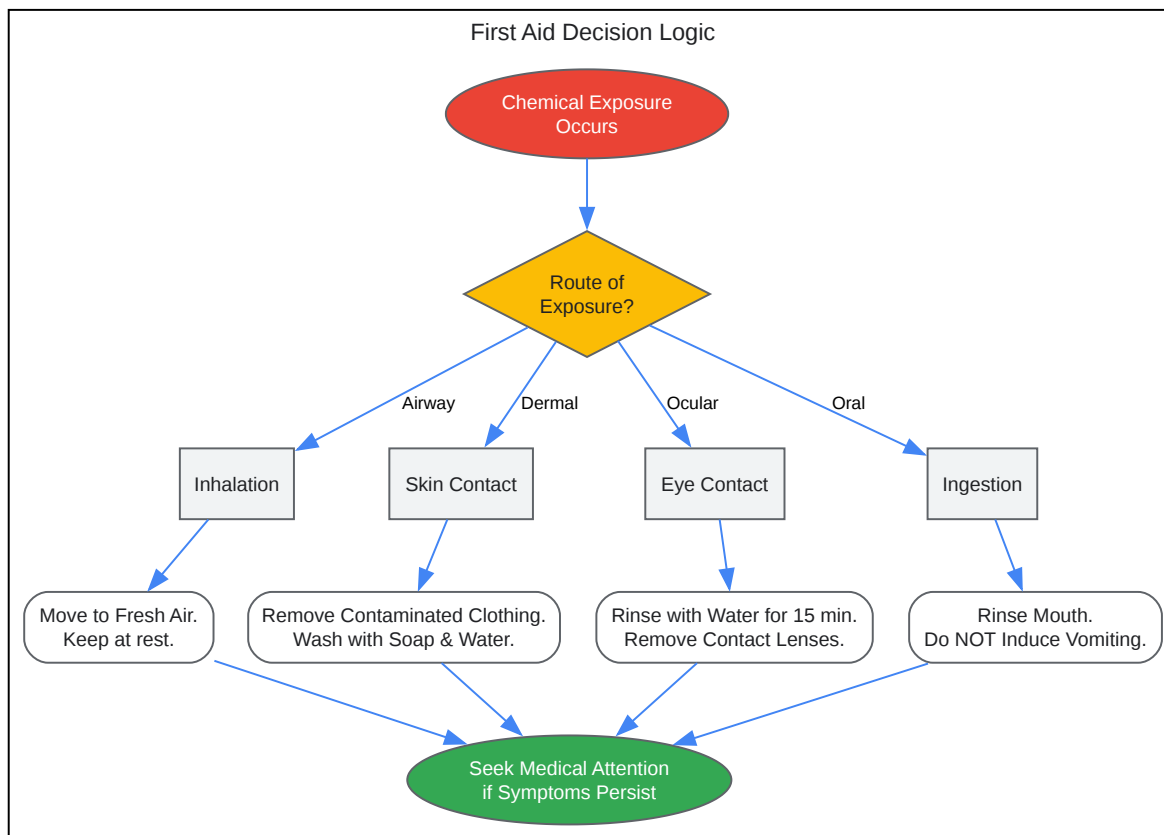 First Aid Decision Logic
Chemical Exposure
Occurs
Route of
Exposure?
Airway
Dermal
Ocular
Oral
Inhalation
Skin Contact
Eye Contact
Ingestion
Move to Fresh Air.
Keep at rest.
Remove Contaminated Clothing.
Wash with Soap & Water.
Rinse with Water for 15 min.
Remove Contact Lenses.
Rinse Mouth.
Do NOT Induce Vomiting.
Seek Medical Attention
if Symptoms Persist